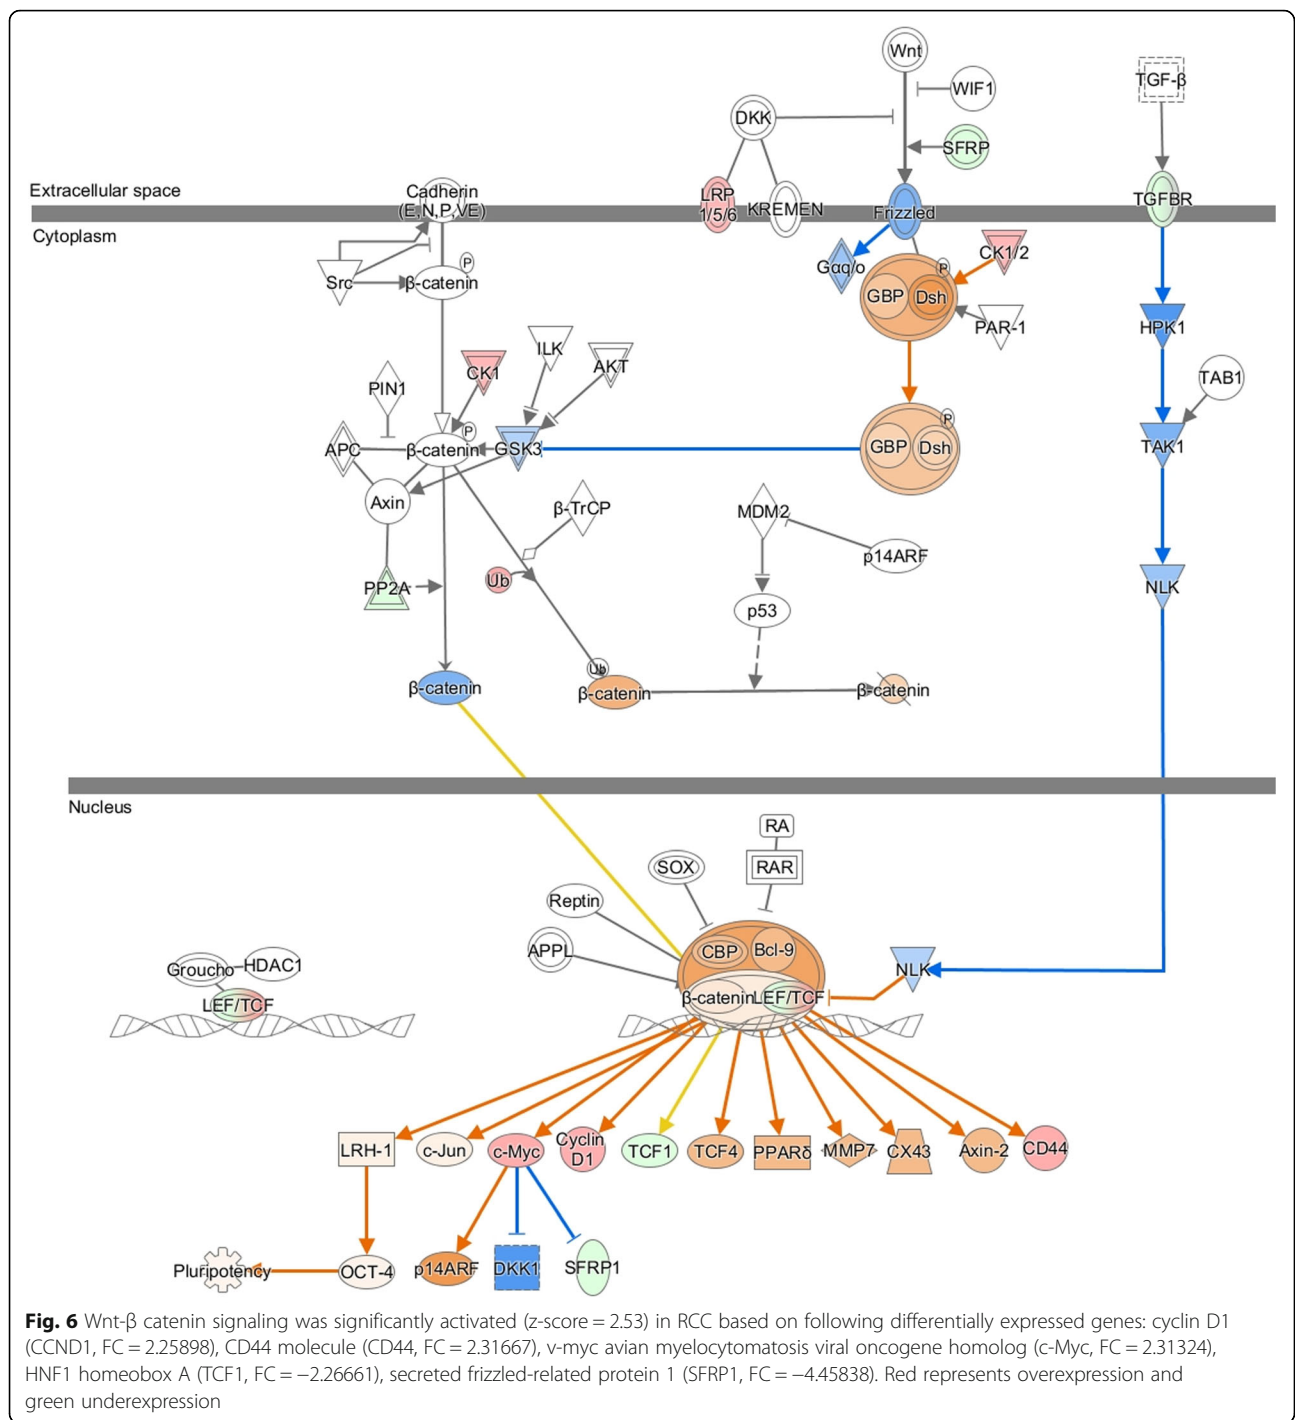 Wnt
WIF1
TGF-β
DKK
SFRP
Extracellular space
Cadherin
(E,N,P,VE)
LRP
1/5/6
KREMEN
Frizzled
TGFBR
Cytoplasm
Src
P
β-catenin
Gαq/o
P
CK1/2
GBP
Dsh
PAR-1
HPK1
ILK
AKT
CK1
PIN1
TAB1
APC
P
β-catenin
GSK3
P
GBP
Dsh
TAK1
Axin
β-TrCP
MDM2
p14ARF
PP2A
Ub
p53
NLK
Ub
β-catenin
β-catenin
β-catenin
Nucleus
RA
SOX
RAR
Reptin
APPL
CBP
Bcl-9
Groucho
HDAC1
NLK
LEF/TCF
β-catenin
LEF/TCF
LRH-1
c-Jun
c-Myc
Cyclin
D1
TCF1
TCF4
PPARδ
MMP7
CX43
Axin-2
CD44
Pluripotency
OCT-4
p14ARF
DKK1
SFRP1
Fig. 6 Wnt-β catenin signaling was significantly activated (z-score = 2.53) in RCC based on following differentially expressed genes: cyclin D1
(CCND1, FC = 2.25898), CD44 molecule (CD44, FC = 2.31667), v-myc avian myelocytomatosis viral oncogene homolog (c-Myc, FC = 2.31324),
HNF1 homeobox A (TCF1, FC = −2.26661), secreted frizzled-related protein 1 (SFRP1, FC = −4.45838). Red represents overexpression and
green underexpression